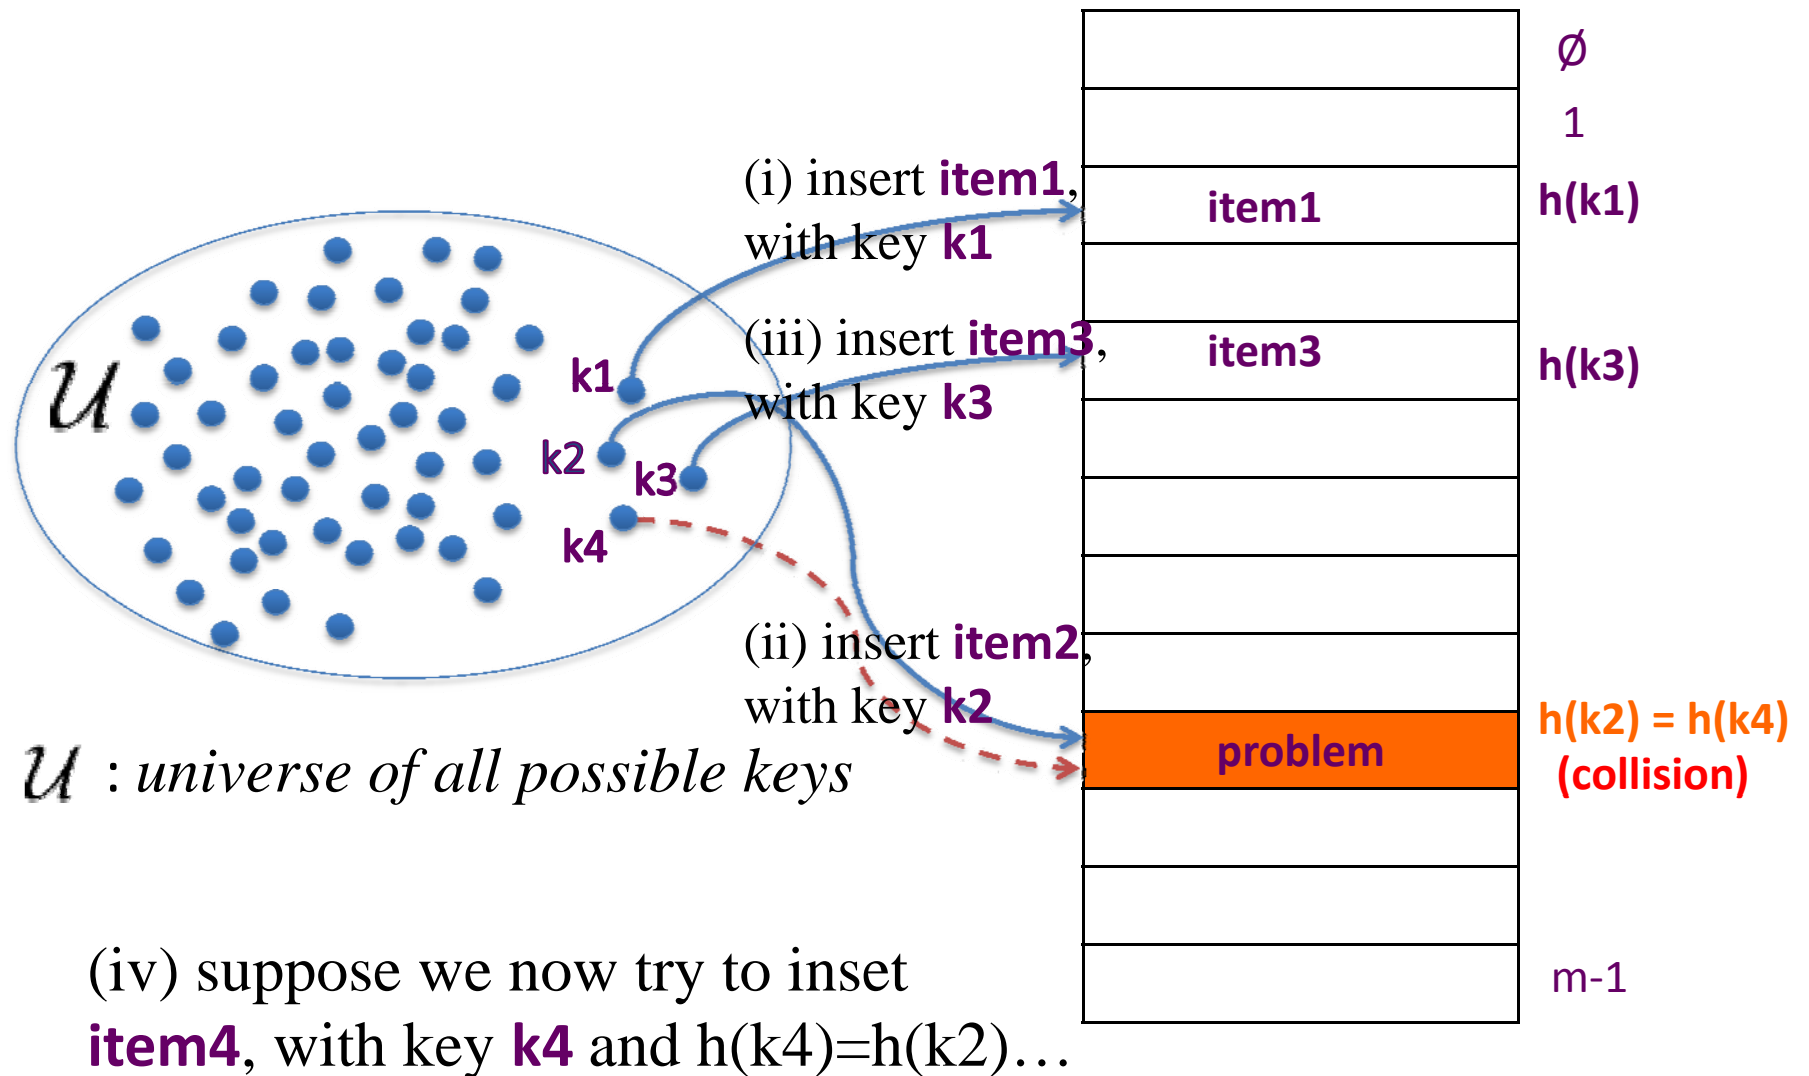 Ø
1
(i) insert item1,
with key k1
item1
h(k1)
(iii) insert item3,
with key k3
item3
h(k3)
U
k1
k2
k3
k4
(ii) insert item2,
with key k2
problem
h(k2) = h(k4)
(collision)
U : universe of all possible keys
(iv) suppose we now try to inset
item4, with key k4 and h(k4)=h(k2)…
m-1